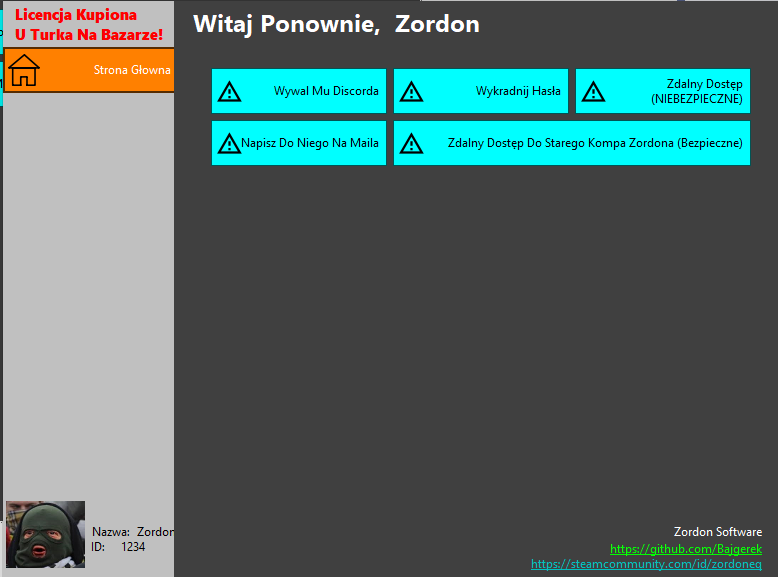 Licencja Kupiona
U Turka Na Bazarze!
Strona Głowna
Witaj Ponownie, Zordon
Wywal Mu Discorda
Wykradnij Hasła
Zdalny Dostęp
(NIEBEZPIECZNE)
Napisz Do Niego Na Maila
Zdalny Dostęp Do Starego Kompa Zordona (Bezpieczne)
Nazwa: Zordon
ID: 1234
Zordon Software
https://github.com/Bajgerek
https://steamcommunity.com/id/zordoneq